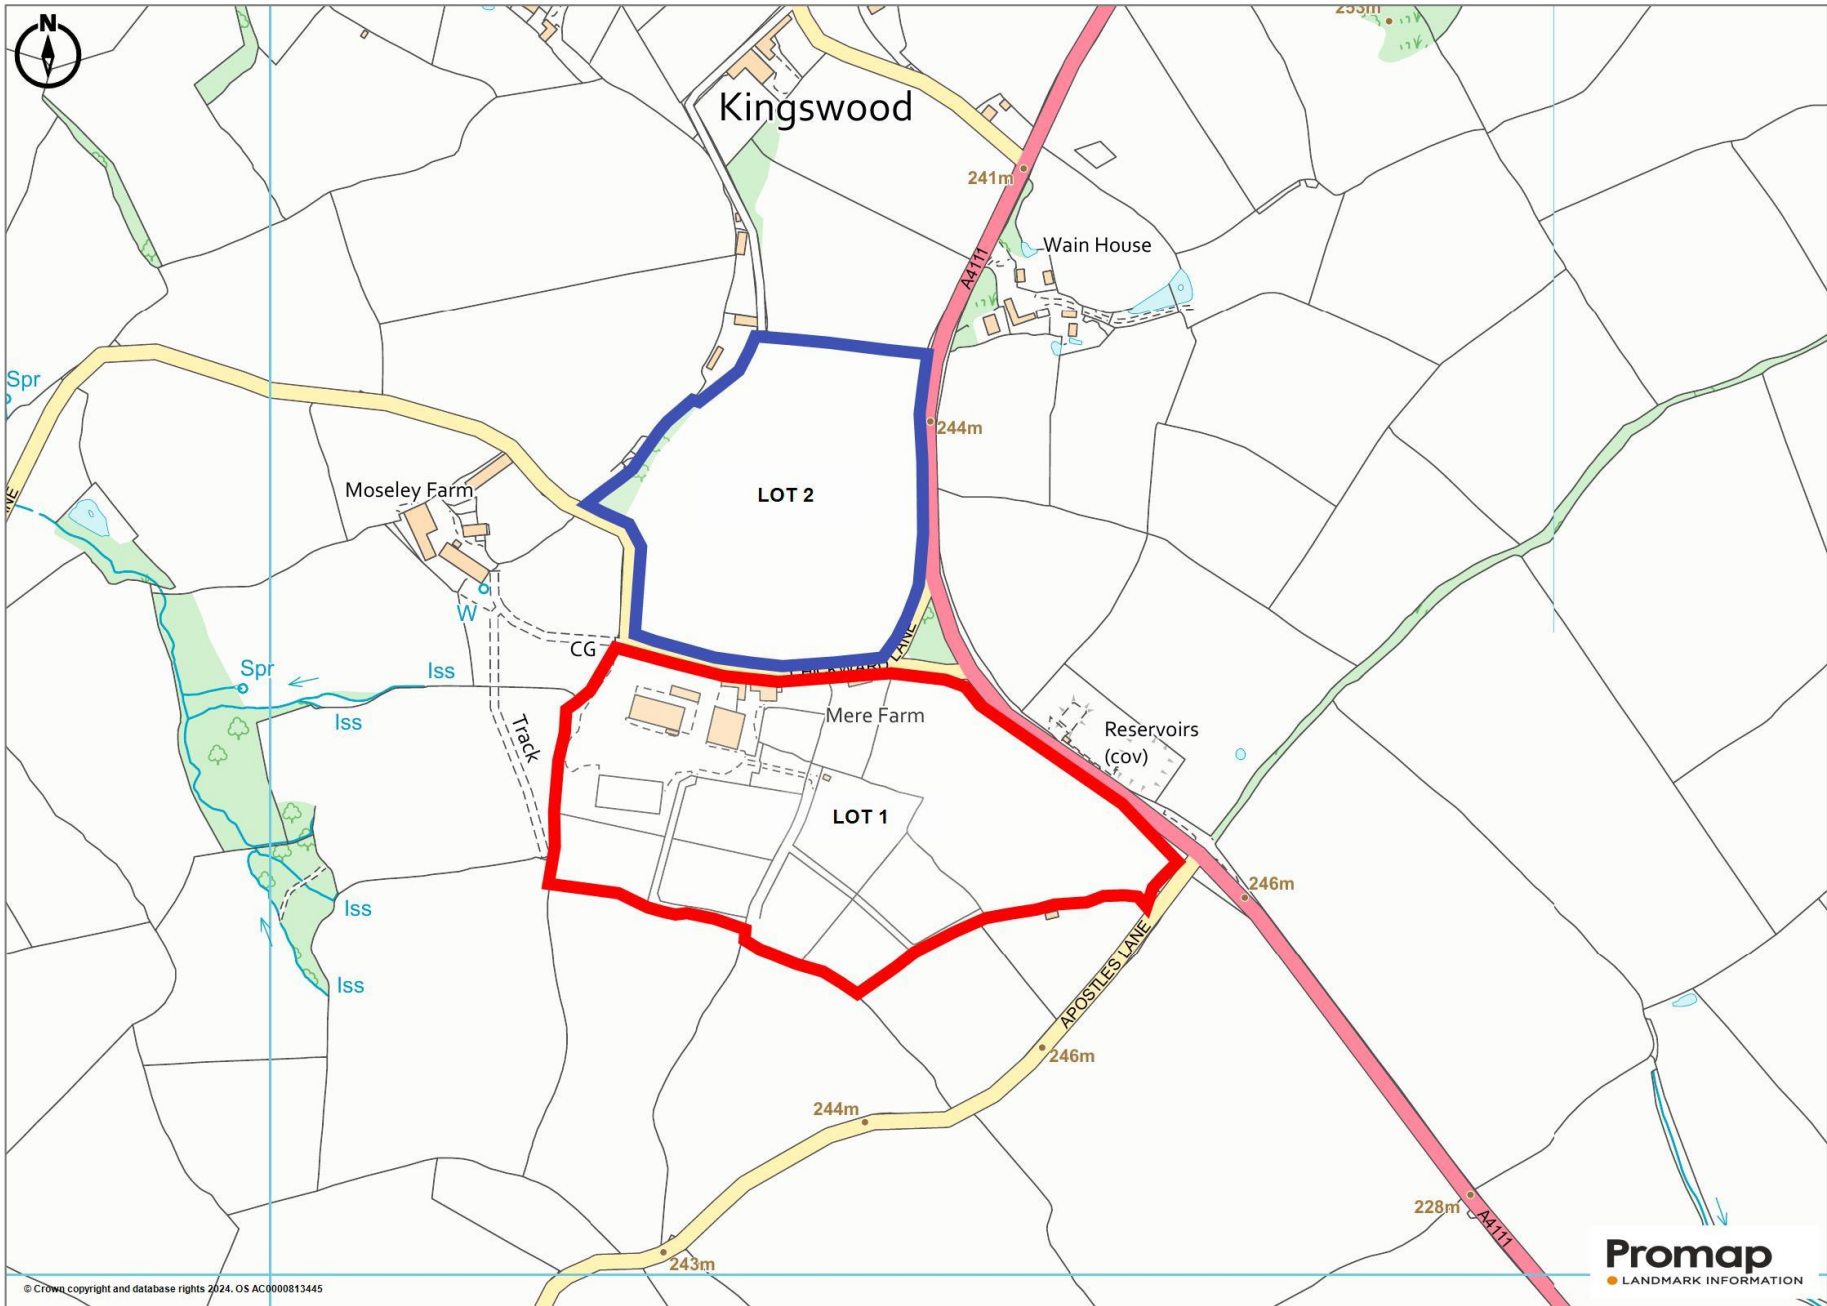 N
253m
Kingswood
241m
A4111
Wain House
Spr
244m
Moseley Farm
LOT 2
W
CG
LANE
Spr
Iss
Iss
Track
Mere Farm
Reservoirs
(cov)
LOT 1
246m
Iss
Iss
APOSTLES LANE
246m
244m
228m
A4111
243m
Promap
LANDMARK INFORMATION
© Crown copyright and database rights 2024. OS AC0000813445